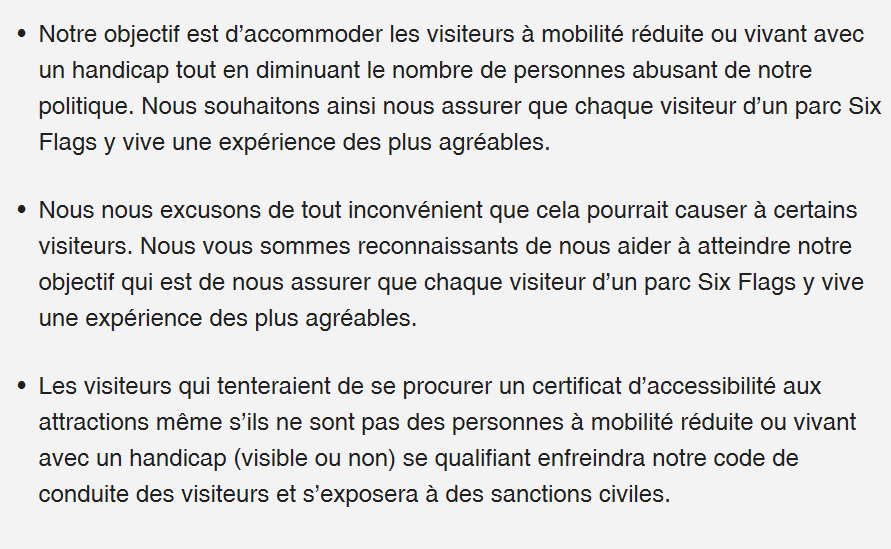 • Notre objectif est d’accommoder les visiteurs à mobilité réduite ou vivant avec
un handicap tout en diminuant le nombre de personnes abusant de notre
politique. Nous souhaitons ainsi nous assurer que chaque visiteur d’un parc Six
Flags y vive une expérience des plus agréables.
• Nous nous excusons de tout inconvénient que cela pourrait causer à certains
visiteurs. Nous vous sommes reconnaissants de nous aider à atteindre notre
objectif qui est de nous assurer que chaque visiteur d’un parc Six Flags y vive
une expérience des plus agréables.
• Les visiteurs qui tenteraient de se procurer un certificat d’accessibilité aux
attractions même s’ils ne sont pas des personnes à mobilité réduite ou vivant
avec un handicap (visible ou non) se qualifiant enfreindra notre code de
conduite des visiteurs et s’exposera à des sanctions civiles.